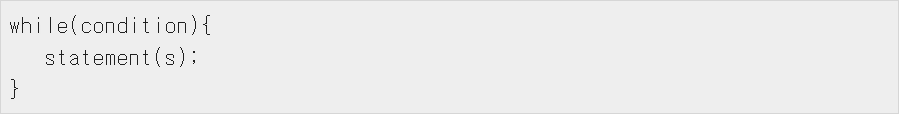 while(condition){
   statement(s);
}